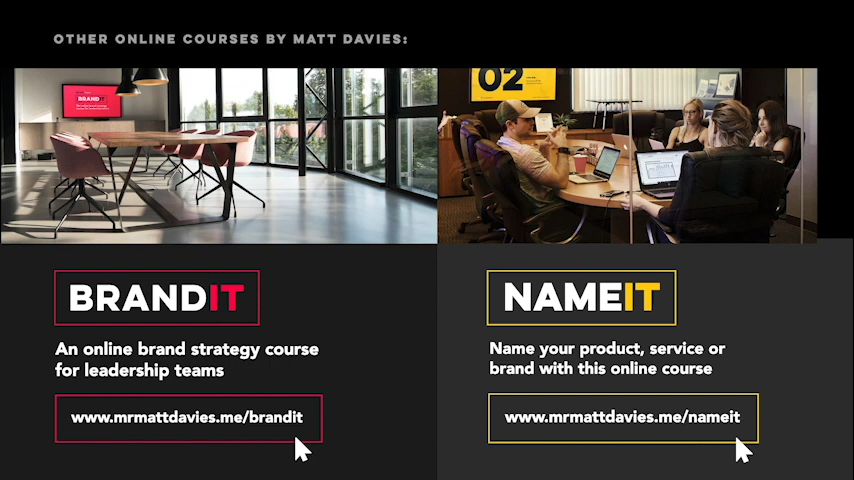 OTHER ONLINE COURSES BY MATT DAVIES:
BRANDIT
02
BRANDIT
An online brand strategy course
for leadership teams
www.mrmattdavies.me/brandit
NAMEIT
Name your product, service or
brand with this online course
www.mrmattdavies.me/nameit